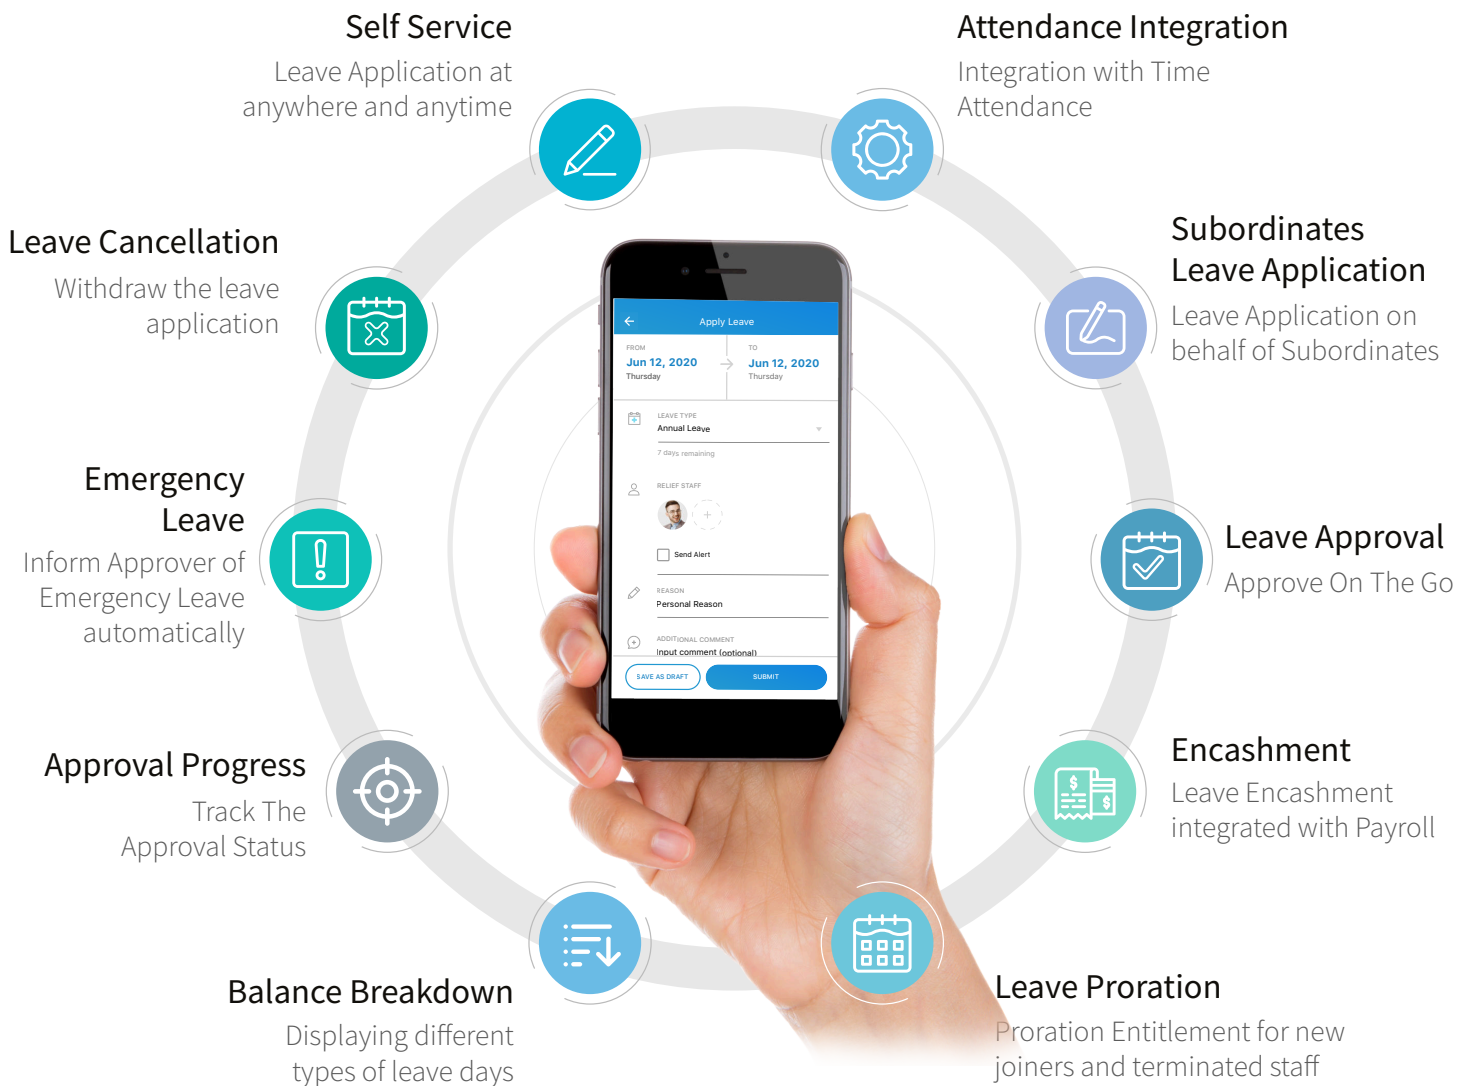 Self Service
Leave Application at
anywhere and anytime
Attendance Integration
Integration with Time
Attendance
Leave Cancellation
Withdraw the leave
application
Subordinates
Leave Application
Leave Application on
behalf of Subordinates
Emergency
Leave
Inform Approver of
Emergency Leave
automatically
Leave Approval
Approve On The Go
Approval Progress
Track The
Approval Status
Encashment
Leave Encashment
integrated with Payroll
Balance Breakdown
Displaying different
types of leave days
Leave Proration
Proration Entitlement for new
joiners and terminated staff
Apply Leave
FROM
Jun 12, 2020
Thursday
TO
Jun 12, 2020
Thursday
LEAVE TYPE
Annual Leave
7 days remaining
RELIEF STAFF
Send Alert
REASON
Personal Reason
ADDITIONAL COMMENT
Input comment (optional)
SAVE AS DRAFT
SUBMIT